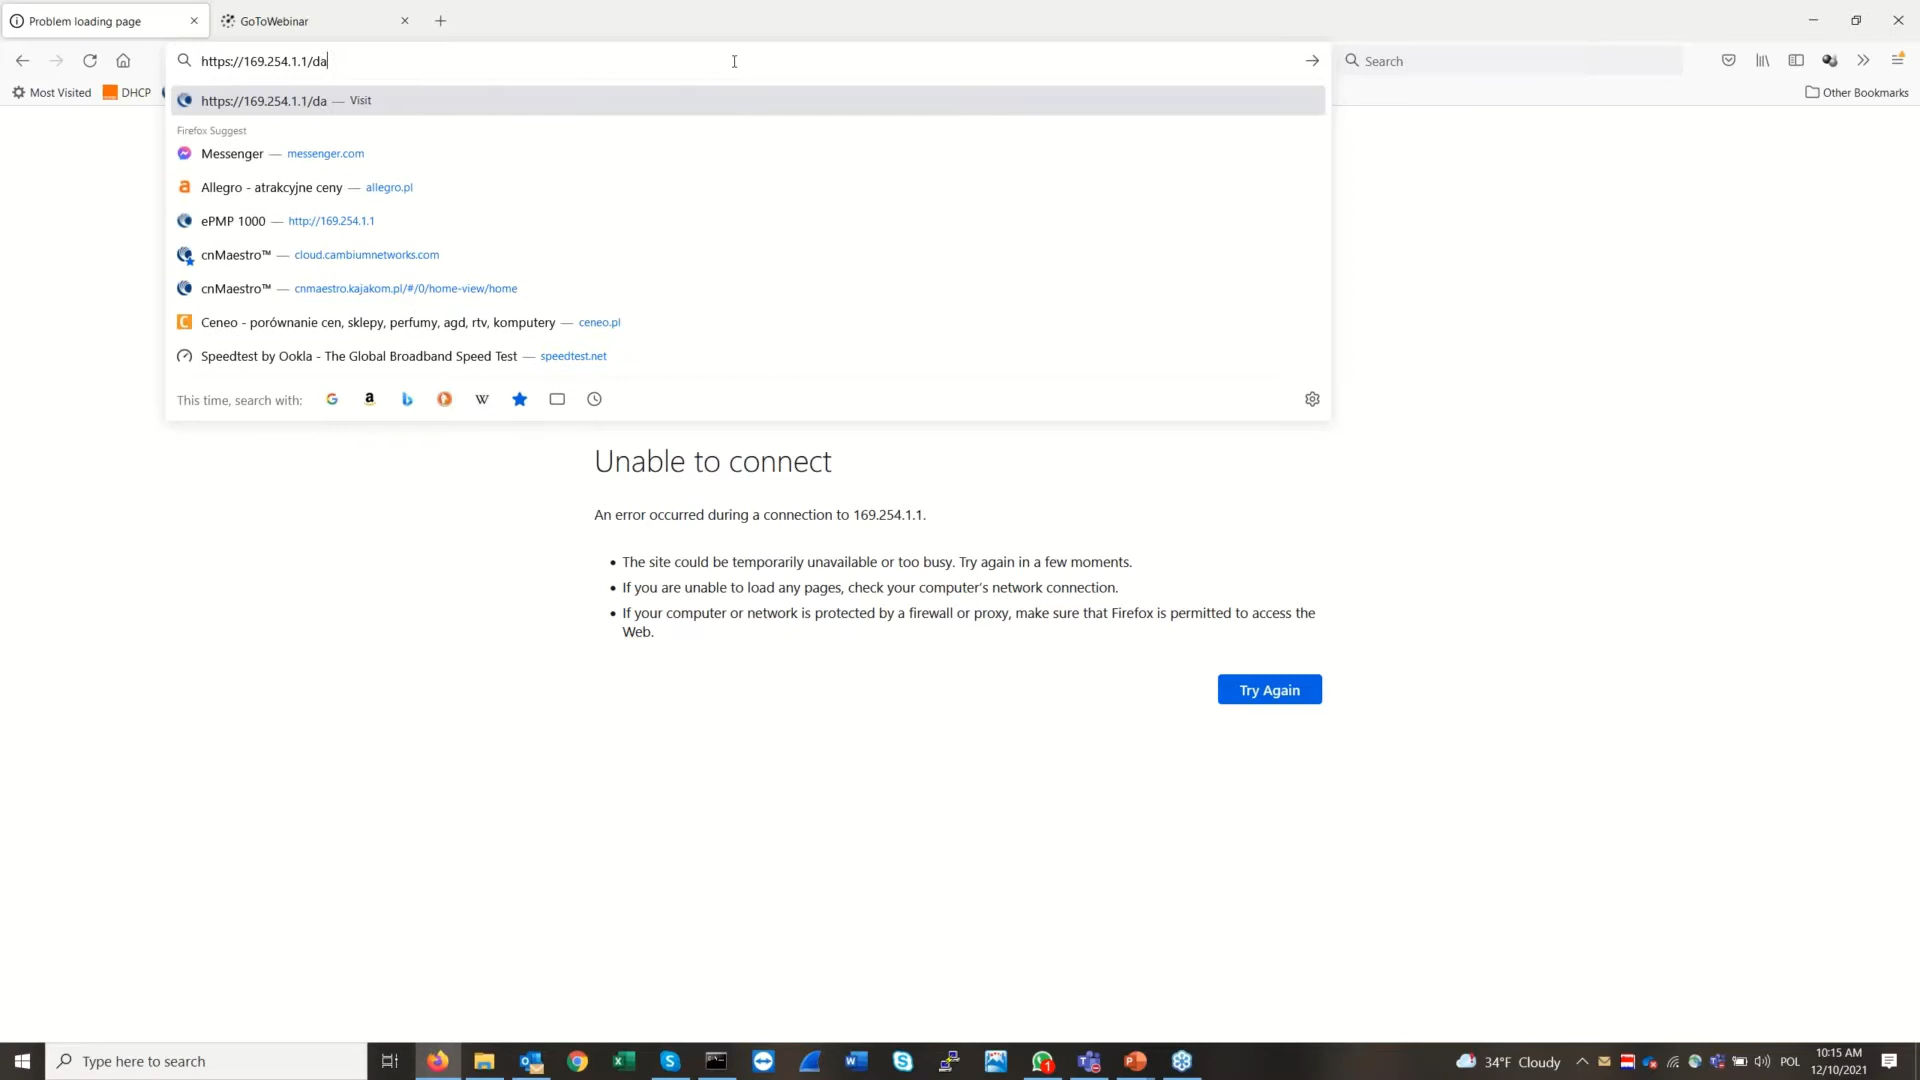 Problem loading page
GoToWebinar
https://169.254.1.1/da
Search
Most Visited
DHCP
Other Bookmarks
https://169.254.1.1/da — Visit
Firefox Suggest
Messenger — messenger.com
Allegro - atrakcyjne ceny — allegro.pl
ePMP 1000 — http://169.254.1.1
cnMaestro™ — cloud.cambiumnetworks.com
cnMaestro™ — cnmaestro.kajakom.pl/#/0/home-view/home
Ceneo - porównanie cen, sklepy, perfumy, agd, rtv, komputery — ceneo.pl
Speedtest by Ookla - The Global Broadband Speed Test — speedtest.net
This time, search with:
Unable to connect
An error occurred during a connection to 169.254.1.1.
• The site could be temporarily unavailable or too busy. Try again in a few moments.
• If you are unable to load any pages, check your computer's network connection.
• If your computer or network is protected by a firewall or proxy, make sure that Firefox is permitted to access the
Web.
Try Again
Type here to search
34°F Cloudy
POL
10:15 AM
12/10/2021